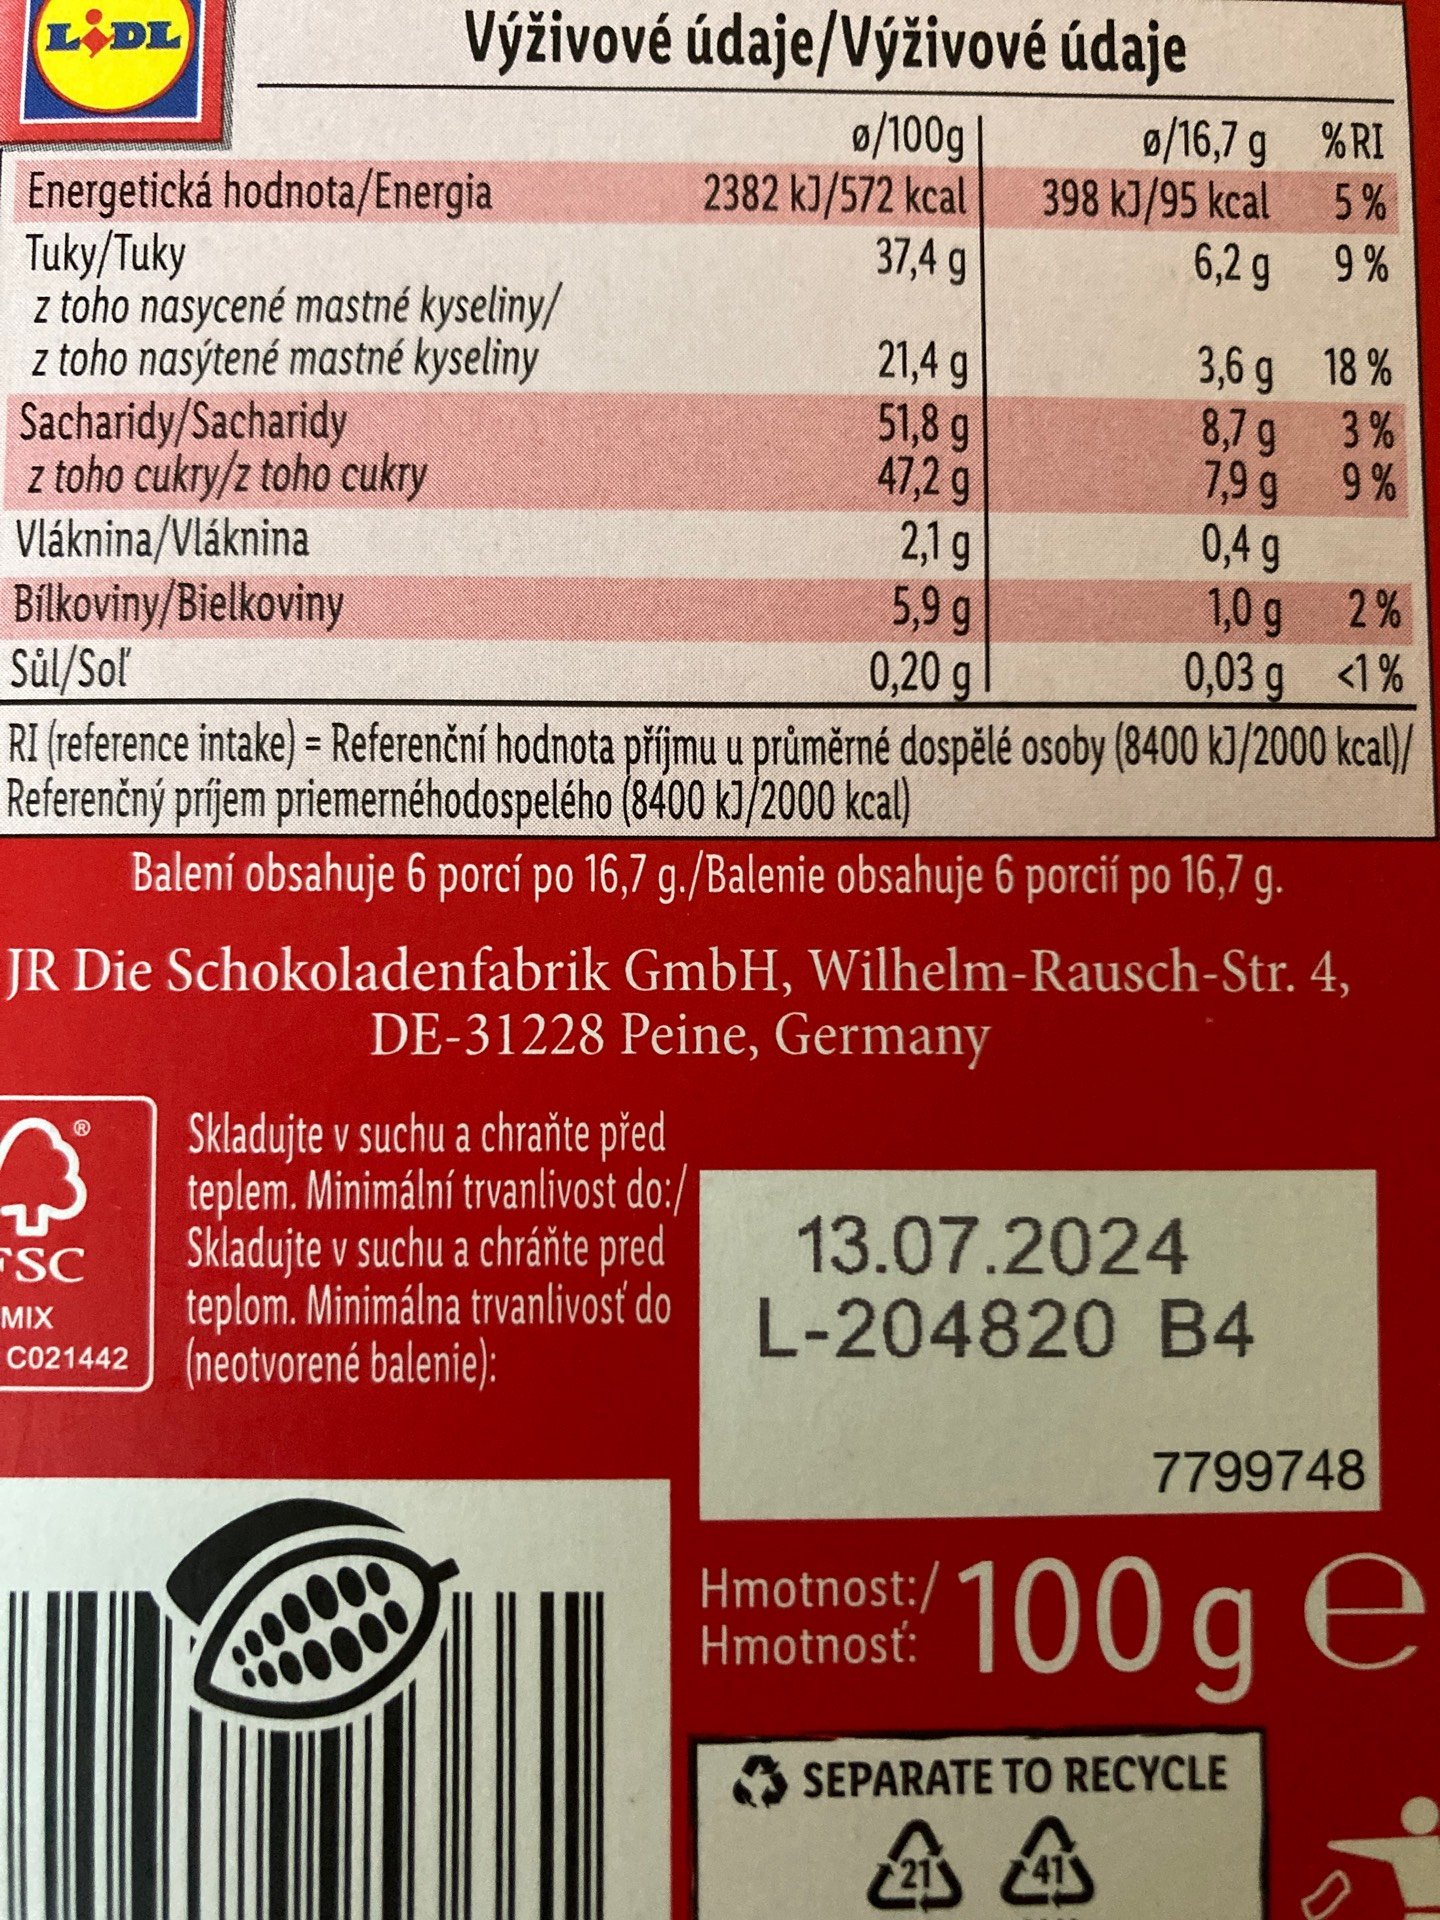 LIDL
Výživové údaje/Výživové údaje
ø/100g ø/16,7 g %RI
Energetická hodnota/Energia 2382 kJ/572 kcal 398 kJ/95 kcal 5 %
Tuky/Tuky 37,4 g 6,2 g 9 %
z toho nasycené mastné kyseliny/
z toho nasýtené mastné kyseliny 21,4 g 3,6 g 18 %
Sacharidy/Sacharidy 51,8 g 8,7 g 3 %
z toho cukry/z toho cukry 47,2 g 7,9 g 9 %
Vláknina/Vláknina 2,1 g 0,4 g
Bílkoviny/Bielkoviny 5,9 g 1,0 g 2 %
Sůl/Soľ 0,20 g 0,03 g <1 %
RI (reference intake) = Referenční hodnota příjmu u průměrné dospělé osoby (8400 kJ/2000 kcal)/
Referenčný príjem priemernéhodospelého (8400 kJ/2000 kcal)
Balení obsahuje 6 porcí po 16,7 g./Balenie obsahuje 6 porcií po 16,7 g.
JR Die Schokoladenfabrik GmbH, Wilhelm-Rausch-Str. 4,
DE-31228 Peine, Germany
®
FSC
MIX
C021442
Skladujte v suchu a chraňte před
teplem. Minimální trvanlivost do:/
Skladujte v suchu a chráňte pred
teplom. Minimálna trvanlivosť do
(neotvorené balenie):
13.07.2024
L-204820 B4
7799748
Hmotnost:/
Hmotnosť:
100 g e
SEPARATE TO RECYCLE
21 41